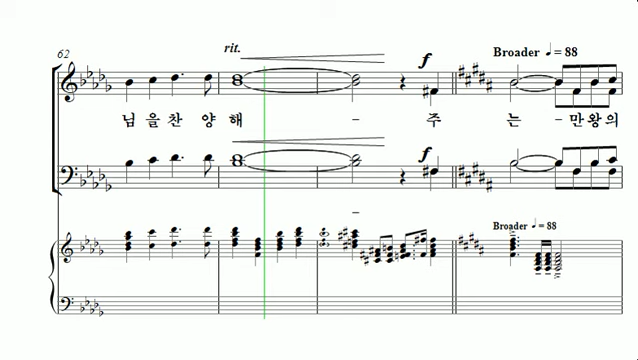 62
rit.
f
Broader ♩ = 88
님 을 찬 양 해 - 주 는 - 만 왕 의
f
-
Broader ♩ = 88